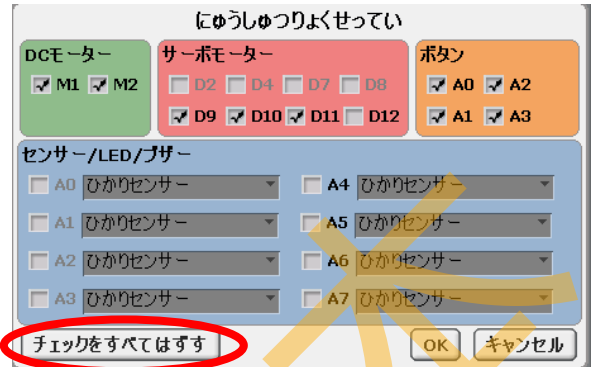 にゅうしゅつりょくせってい
DCモーター サーボモーター ボタン
M1 M2 D2 D4 D7 D8 A0 A2
D9 D10 D11 D12 A1 A3
センサー/LED/ブザー
A0 ひかりセンサー A4 ひかりセンサー
A1 ひかりセンサー A5 ひかりセンサー
A2 ひかりセンサー A6 ひかりセンサー
A3 ひかりセンサー A7 ひかりセンサー
チェックをすべてはずす OK キャンセル